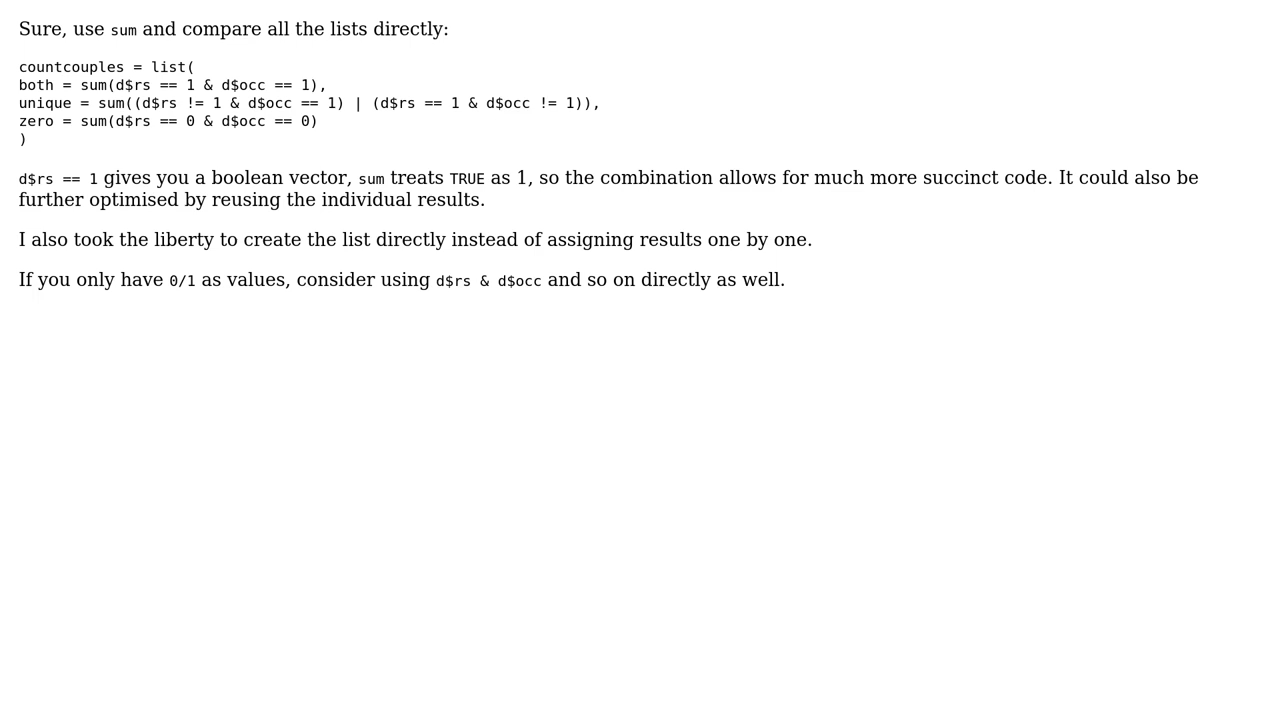 Sure, use sum and compare all the lists directly:
countcouples = list(
both = sum(d$rs == 1 & d$occ == 1),
unique = sum((d$rs != 1 & d$occ == 1) | (d$rs == 1 & d$occ != 1)),
zero = sum(d$rs == 0 & d$occ == 0)
)
d$rs == 1 gives you a boolean vector, sum treats TRUE as 1, so the combination allows for much more succinct code. It could also be
further optimised by reusing the individual results.
I also took the liberty to create the list directly instead of assigning results one by one.
If you only have 0/1 as values, consider using d$rs & d$occ and so on directly as well.